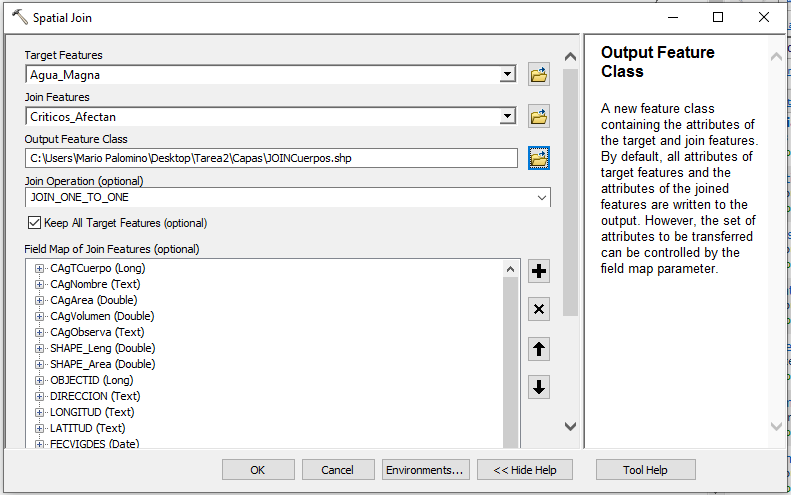 Spatial Join
Target Features
Agua_Magna
Join Features
Criticos_Afectan
Output Feature Class
C:\Users\Mario Palomino\Desktop\Tarea2\Capas\JOINCuerpos.shp
Join Operation (optional)
JOIN_ONE_TO_ONE
Keep All Target Features (optional)
Field Map of Join Features (optional)
CAgTCuerpo (Long)
CAgNombre (Text)
CAgArea (Double)
CAgVolumen (Double)
CAgObserva (Text)
SHAPE_Leng (Double)
SHAPE_Area (Double)
OBJECTID (Long)
DIRECCION (Text)
LONGITUD (Text)
LATITUD (Text)
FECVIGDES (Date)
OK
Cancel
Environments...
<< Hide Help
Tool Help
Output Feature
Class
A new feature class
containing the attributes of
the target and join features.
By default, all attributes of
target features and the
attributes of the joined
features are written to the
output. However, the set of
attributes to be transferred
can be controlled by the
field map parameter.